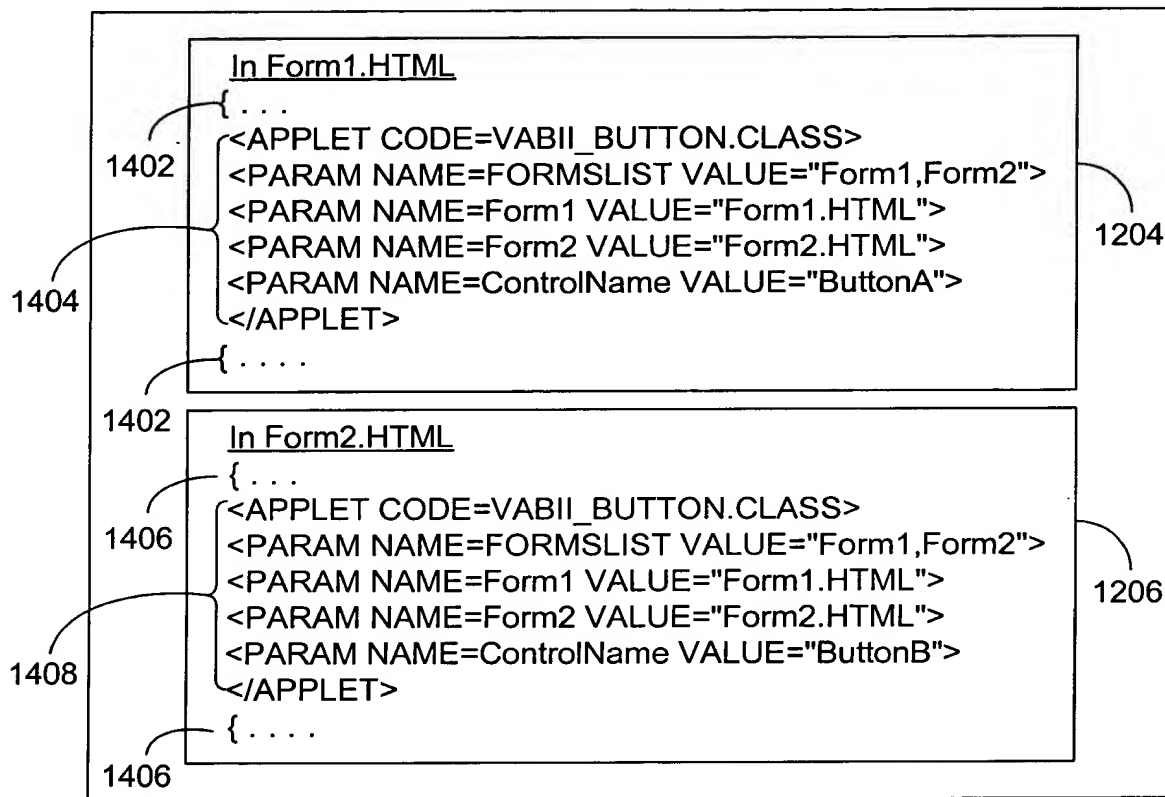 In Form1.HTML
{ . . .
1402
<APPLET CODE=VABII_BUTTON.CLASS>
<PARAM NAME=FORMSLIST VALUE="Form1,Form2">
<PARAM NAME=Form1 VALUE="Form1.HTML">
<PARAM NAME=Form2 VALUE="Form2.HTML">
1204
<PARAM NAME=ControlName VALUE="ButtonA">
1404
</APPLET>
{ . . . .
1402
In Form2.HTML
{ . . .
1406
<APPLET CODE=VABII_BUTTON.CLASS>
<PARAM NAME=FORMSLIST VALUE="Form1,Form2">
<PARAM NAME=Form1 VALUE="Form1.HTML">
1206
<PARAM NAME=Form2 VALUE="Form2.HTML">
<PARAM NAME=ControlName VALUE="ButtonB">
1408
</APPLET>
{ . . . .
1406